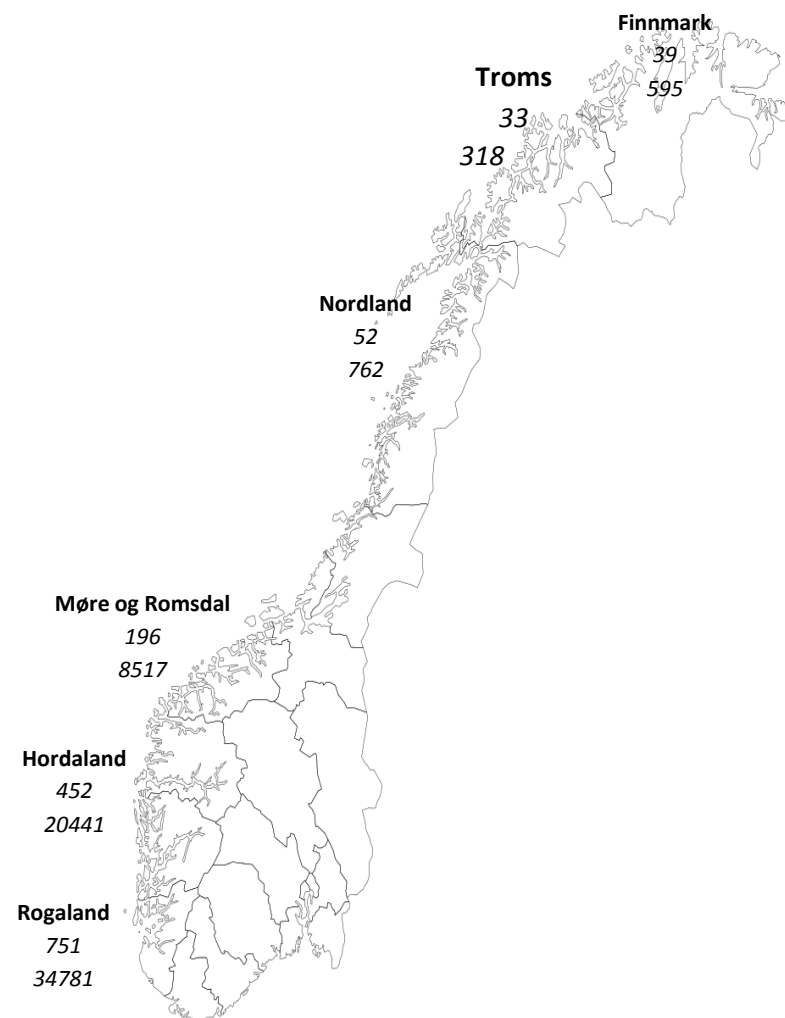 Finnmark
39
595
Troms
33
318
Nordland
52
762
Møre og Romsdal
196
8517
Hordaland
452
20441
Rogaland
751
34781